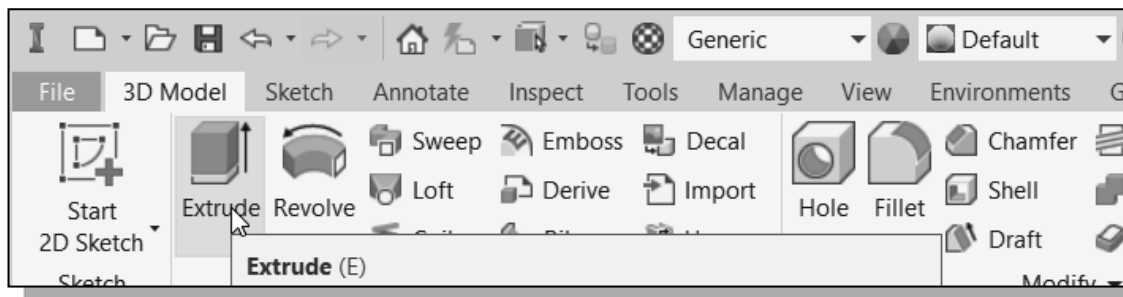 Generic Default
File 3D Model Sketch Annotate Inspect Tools Manage View Environments
Start
2D Sketch
Extrude
Revolve
Sweep Emboss Decal
Loft Derive Import
Hole
Fillet
Chamfer
Shell
Draft
Sketch
Modify
Extrude (E)